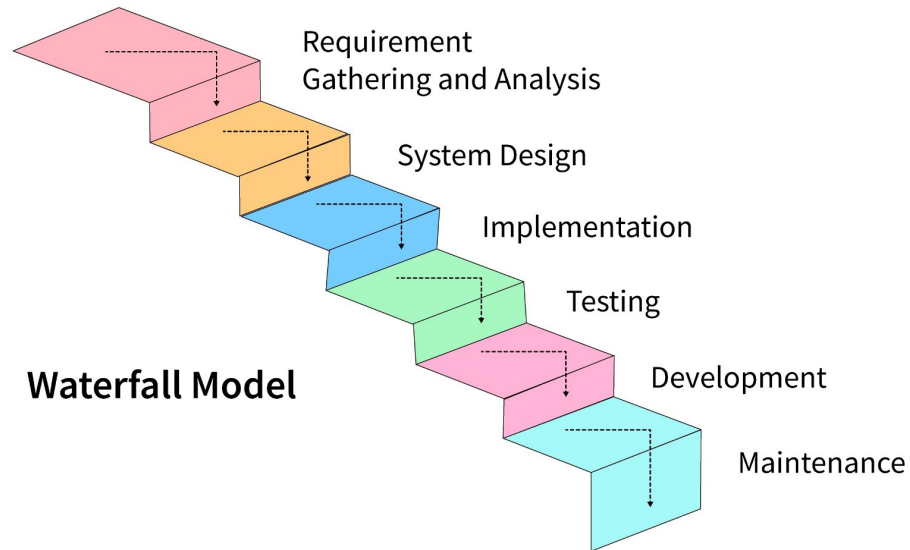 Requirement
Gathering and Analysis
System Design
Implementation
Testing
Waterfall Model
Development
Maintenance